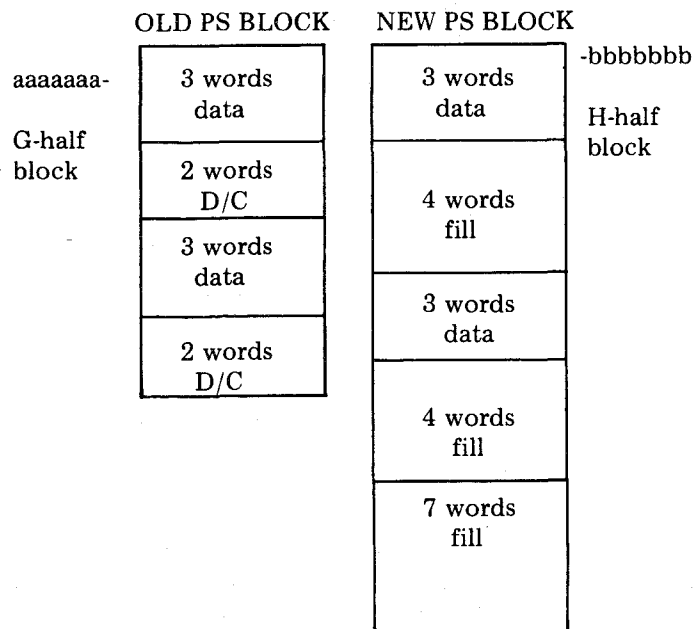 OLD PS BLOCK
aaaaaaa-
G-half
block
3 words
data
2 words
D/C
3 words
data
2 words
D/C
NEW PS BLOCK
-bbbbbbb
H-half
block
3 words
data
4 words
fill
3 words
data
4 words
fill
7 words
fill